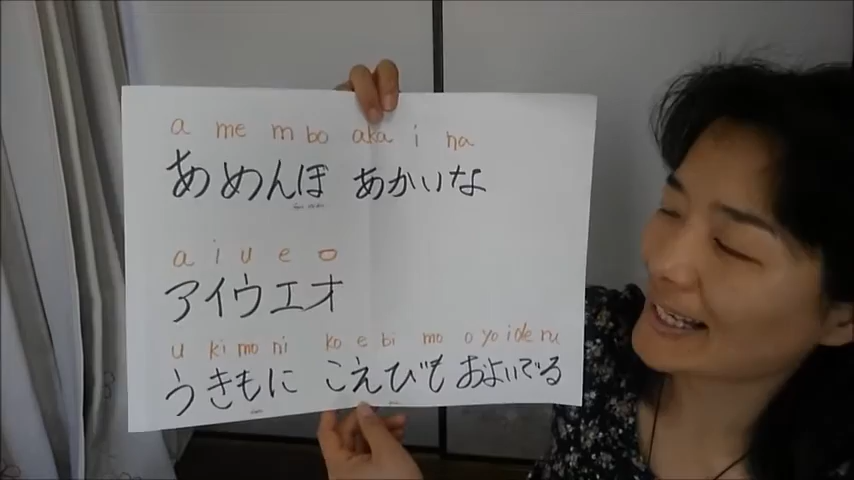 a me m bo aka i na
あめんぼ あかいな
a i u e o
アイウエオ
u ki mo ni ko e bi mo o yo ide ru
うきもに こえびも およいでる